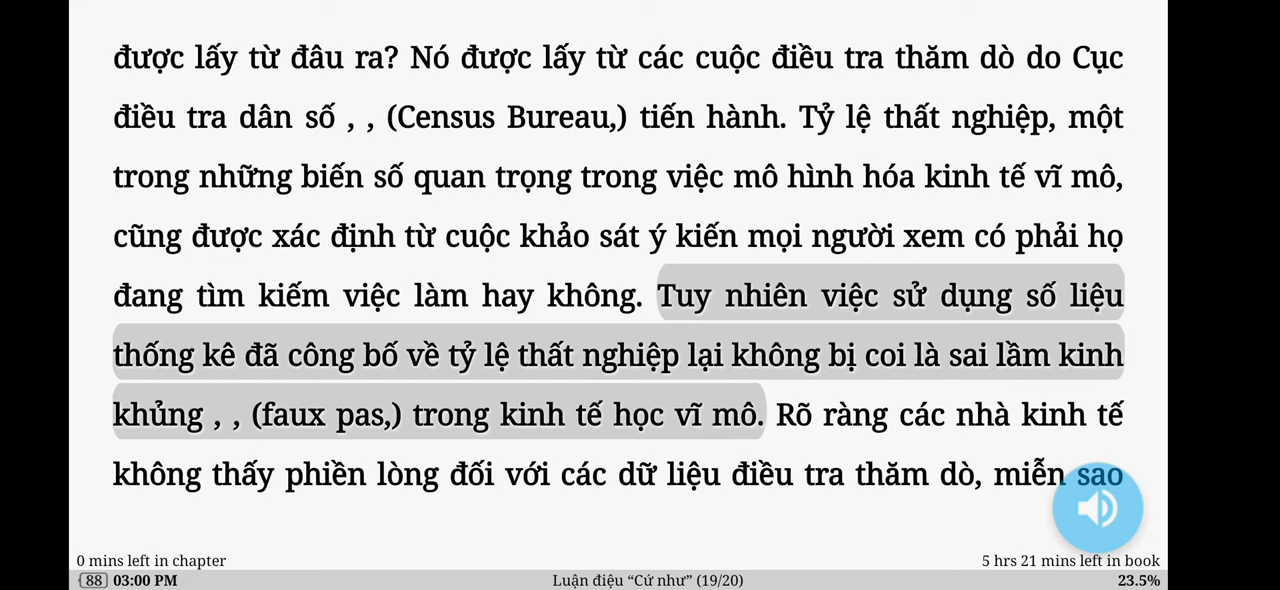 được lấy từ đâu ra? Nó được lấy từ các cuộc điều tra thăm dò do Cục
điều tra dân số , , (Census Bureau,) tiến hành. Tỷ lệ thất nghiệp, một
trong những biến số quan trọng trong việc mô hình hóa kinh tế vĩ mô,
cũng được xác định từ cuộc khảo sát ý kiến mọi người xem có phải họ
đang tìm kiếm việc làm hay không. Tuy nhiên việc sử dụng số liệu
thống kê đã công bố về tỷ lệ thất nghiệp lại không bị coi là sai lầm kinh
khủng , , (faux pas,) trong kinh tế học vĩ mô. Rõ ràng các nhà kinh tế
không thấy phiền lòng đối với các dữ liệu điều tra thăm dò, miễn sao
0 mins left in chapter
5 hrs 21 mins left in book
88 03:00 PM
Luận điệu “Cứ như” (19/20)
23.5%